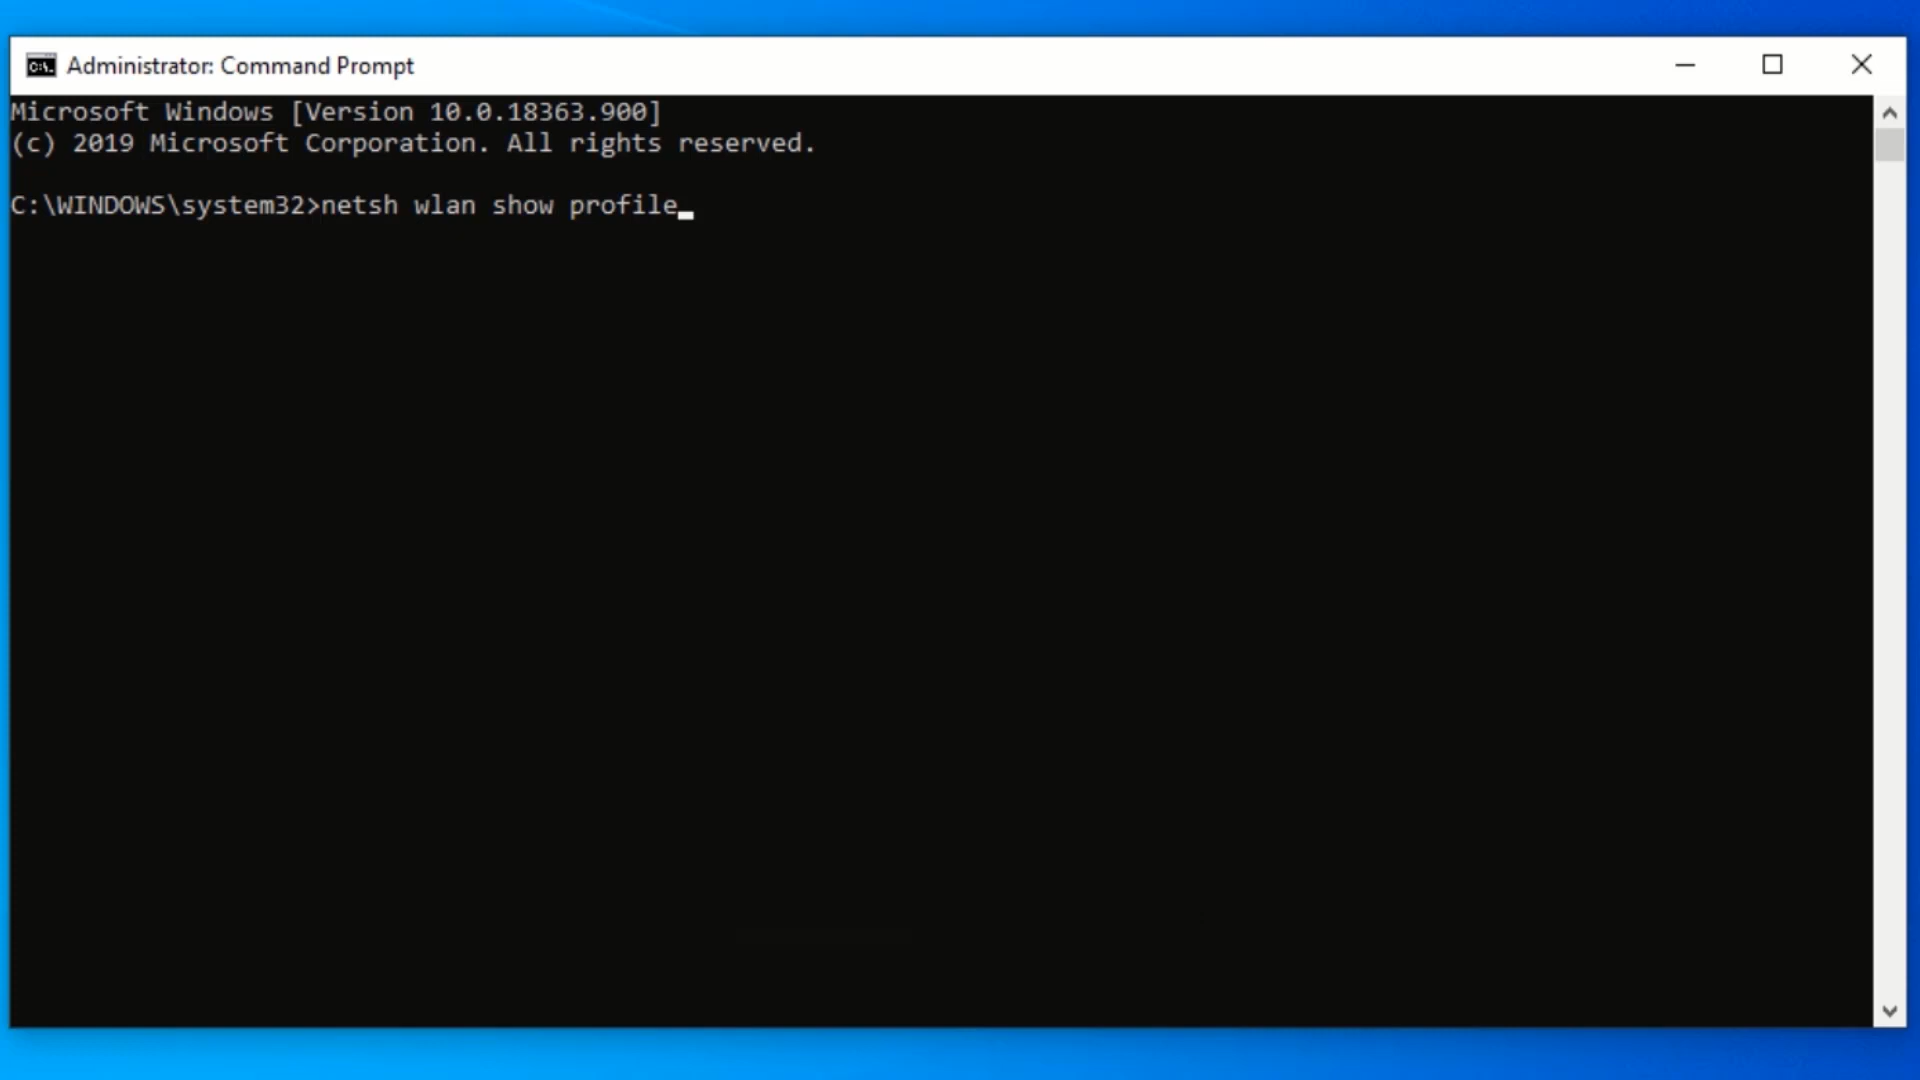 Administrator: Command Prompt
Microsoft Windows [Version 10.0.18363.900]
(c) 2019 Microsoft Corporation. All rights reserved.
C:\WINDOWS\system32>netsh wlan show profile